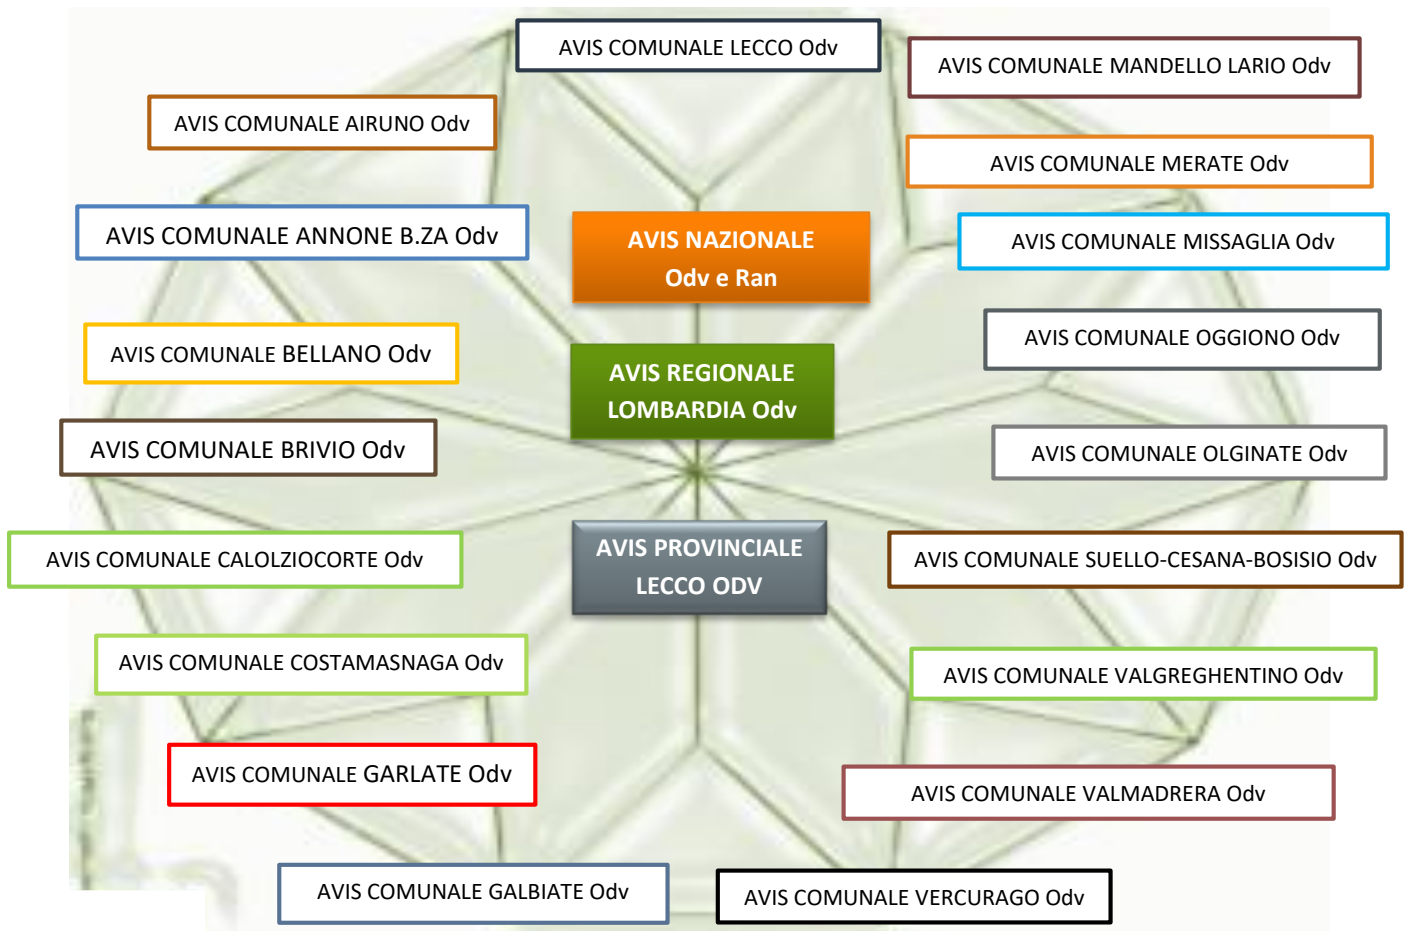 AVIS COMUNALE LECCO Odv
AVIS COMUNALE MANDELLO LARIO Odv
AVIS COMUNALE AIRUNO Odv
AVIS COMUNALE MERATE Odv
AVIS COMUNALE ANNONE B.ZA Odv
AVIS NAZIONALE
Odv e Ran
AVIS COMUNALE MISSAGLIA Odv
AVIS COMUNALE BELLANO Odv
AVIS REGIONALE
LOMBARDIA Odv
AVIS COMUNALE OGGIONO Odv
AVIS COMUNALE BRIVIO Odv
AVIS COMUNALE OLGINATE Odv
AVIS COMUNALE CALOLZIOCORTE Odv
AVIS PROVINCIALE
LECCO ODV
AVIS COMUNALE SUELLO-CESANA-BOSISIO Odv
AVIS COMUNALE COSTAMASNAGA Odv
AVIS COMUNALE VALGREGHENTINO Odv
AVIS COMUNALE GARLATE Odv
AVIS COMUNALE VALMADRERA Odv
AVIS COMUNALE GALBIATE Odv
AVIS COMUNALE VERCURAGO Odv